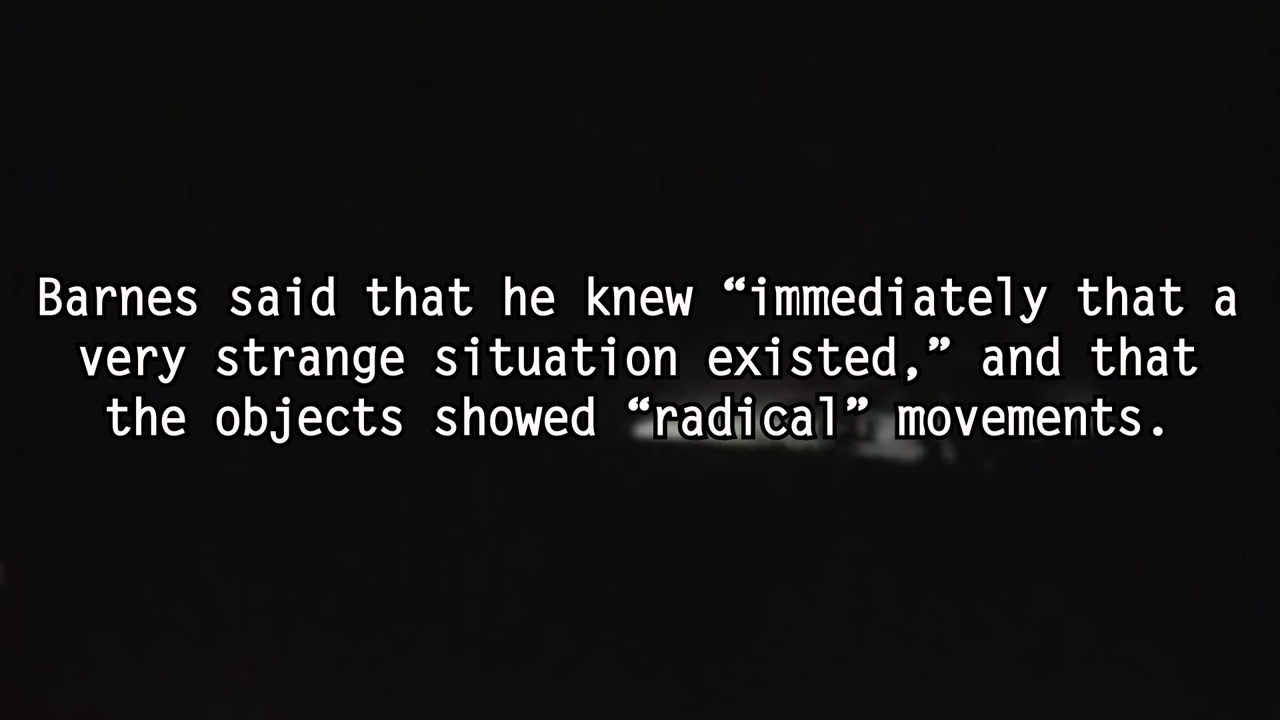 Barnes said that he knew “immediately that a
very strange situation existed,” and that
the objects showed “radical” movements.